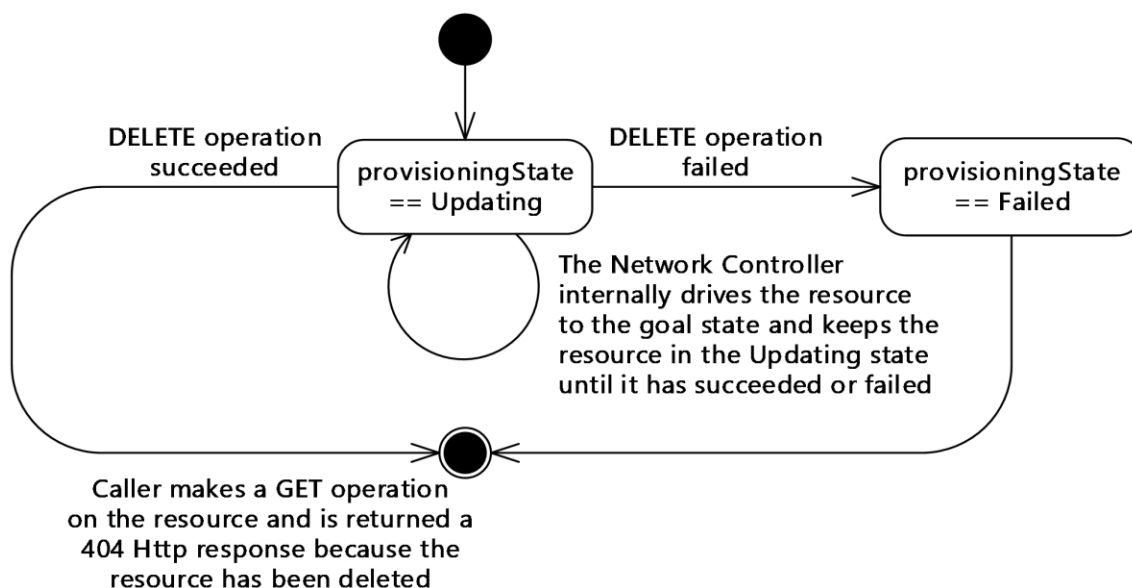 DELETE operation
succeeded
provisioningState
== Updating
DELETE operation
failed
provisioningState
== Failed
The Network Controller
internally drives the resource
to the goal state and keeps the
resource in the Updating state
until it has succeeded or failed
Caller makes a GET operation
on the resource and is returned a
404 Http response because the
resource has been deleted